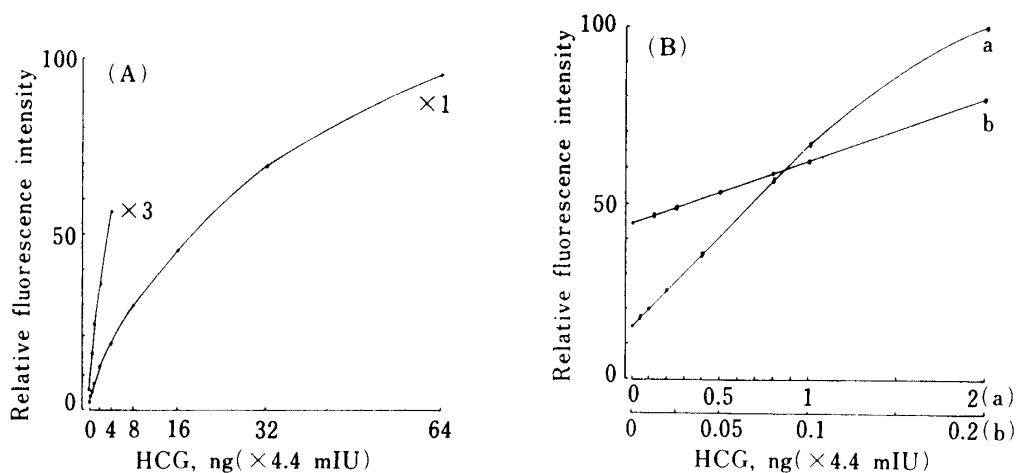 (A)
Relative fluorescence intensity
100
50
0
×1
×3
0 4 8 16 32 64
HCG, ng(×4.4 mIU)
(B)
Relative fluorescence intensity
100
50
0
a
b
0 0.5 1 2(a)
0 0.05 0.1 0.2(b)
HCG, ng(×4.4 mIU)